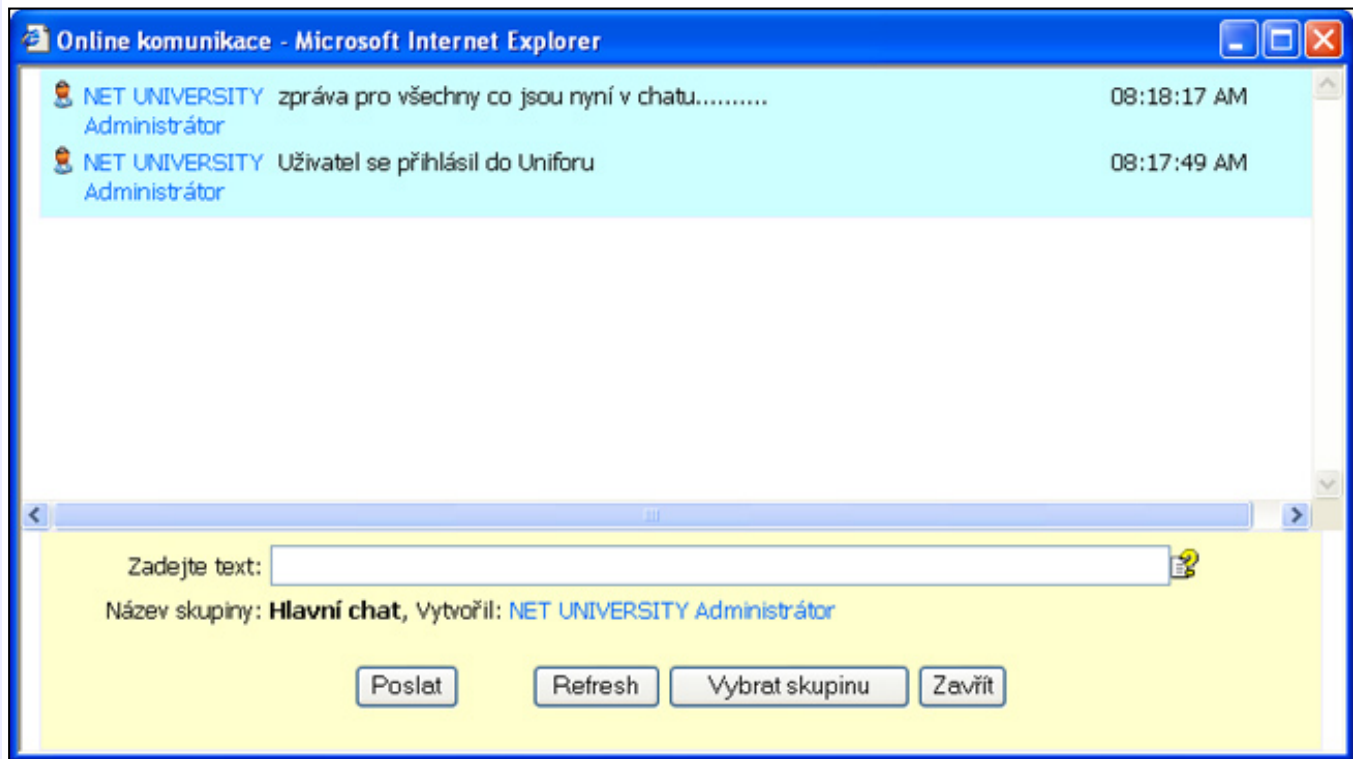 Online komunikace - Microsoft Internet Explorer
NET UNIVERSITY zpráva pro všechny co jsou nyní v chatu.......... 08:18:17 AM
Administrátor
NET UNIVERSITY Uživatel se přihlásil do Uniforu 08:17:49 AM
Administrátor
Zadejte text:
Název skupiny: Hlavní chat, Vytvořil: NET UNIVERSITY Administrátor
Poslat Refresh Vybrat skupinu Zavřít